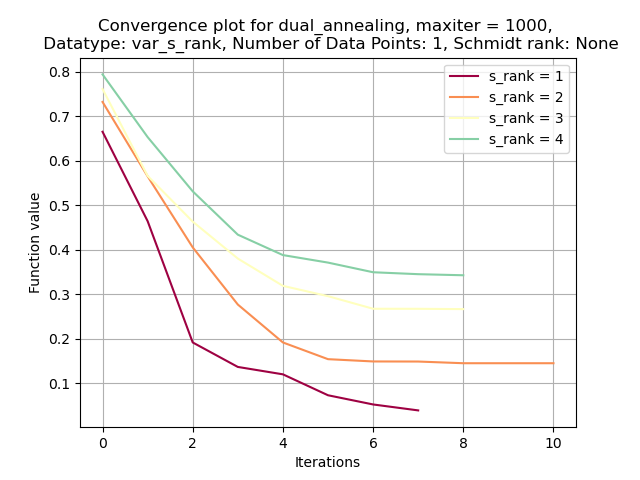 Convergence plot for dual_annealing, maxiter = 1000,
Datatype: var_s_rank, Number of Data Points: 1, Schmidt rank: None
0.8
0.7
0.6
0.5
0.4
0.3
0.2
0.1
Function value
s_rank = 1
s_rank = 2
s_rank = 3
s_rank = 4
0 2 4 6 8 10
Iterations